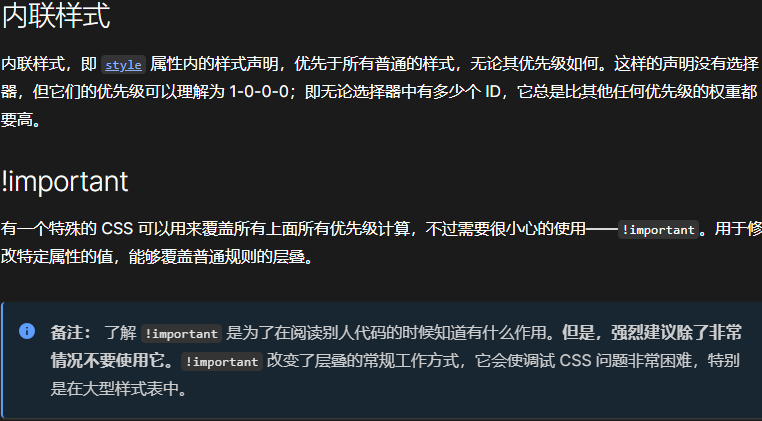 内联样式
内联样式，即 style 属性内的样式声明，优先于所有普通的样式，无论其优先级如何。这样的声明没有选择
器，但它们的优先级可以理解为 1-0-0-0；即无论选择器中有多少个 ID，它总是比其他任何优先级的权重都
要高。
!important
有一个特殊的 CSS 可以用来覆盖所有上面所有优先级计算，不过需要很小心的使用——!important。用于修
改特定属性的值，能够覆盖普通规则的层叠。
备注： 了解 !important 是为了在阅读别人代码的时候知道有什么作用。但是，强烈建议除了非常
情况不要使用它。!important 改变了层叠的常规工作方式，它会使调试 CSS 问题非常困难，特别
是在大型样式表中。